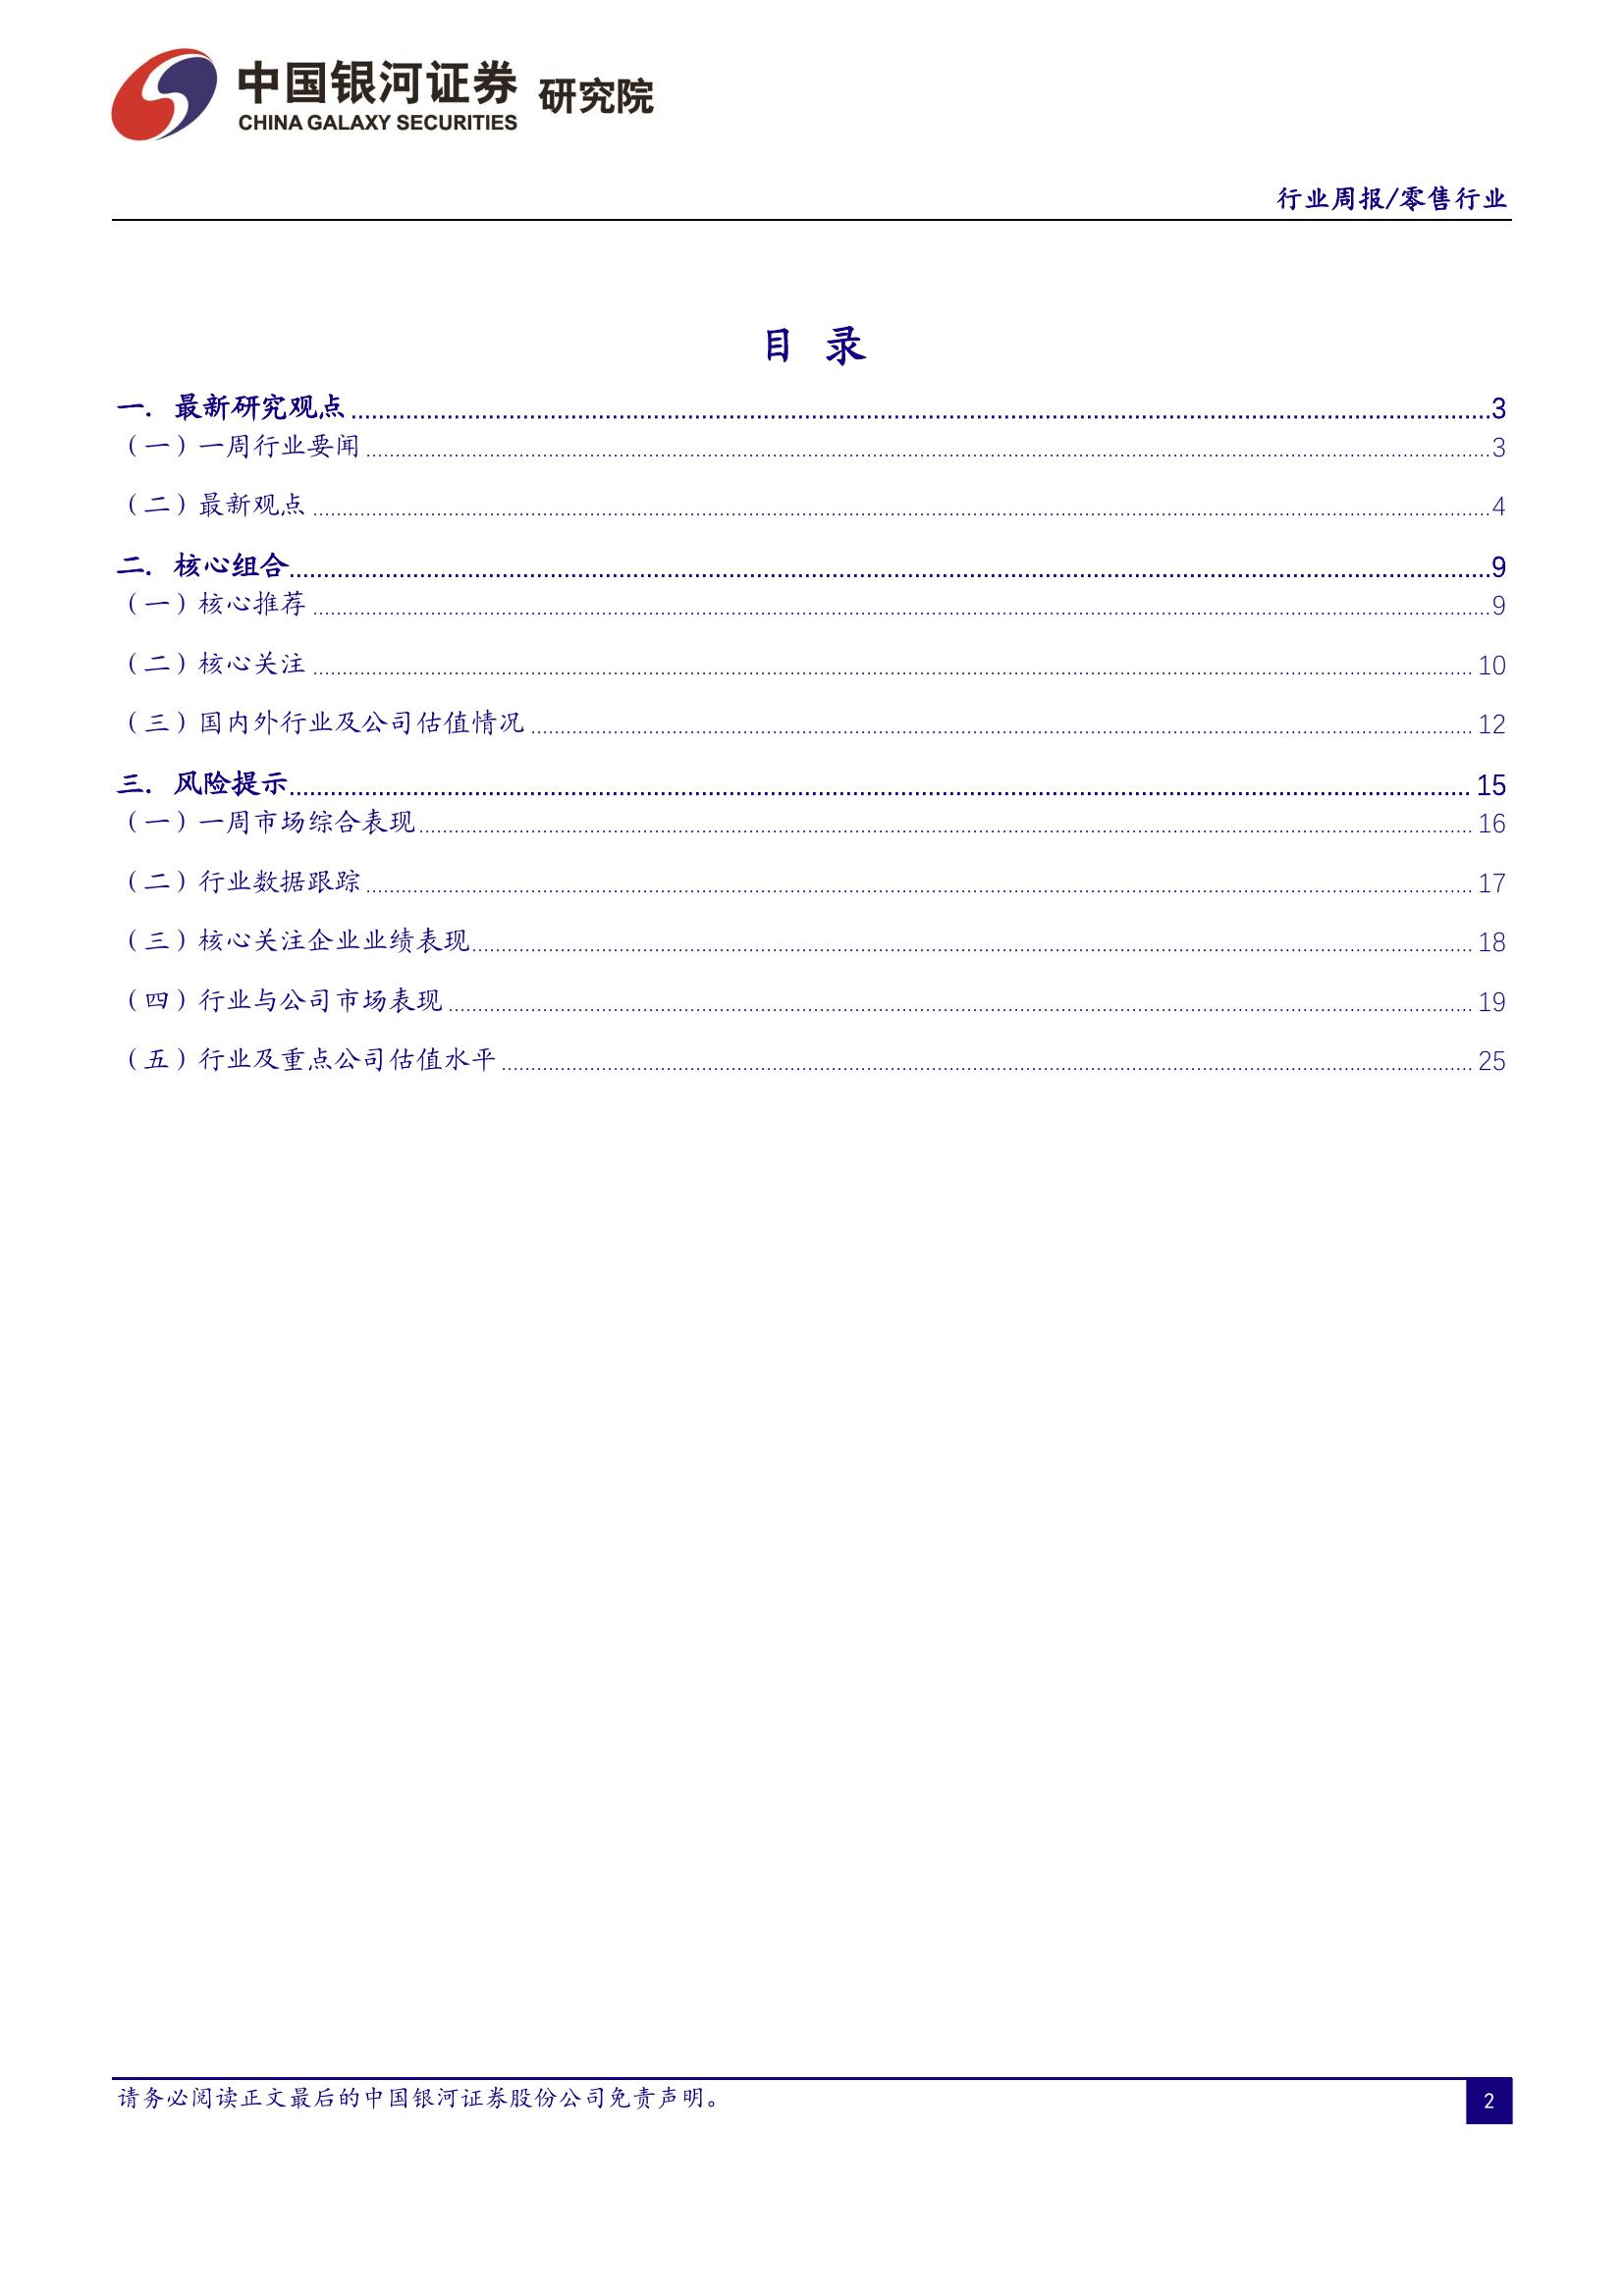 中国银河证券 研究院
CHINA GALAXY SECURITIES
行业周报/零售行业
目 录
一. 最新研究观点 3
（一）一周行业要闻 3
（二）最新观点 4
二. 核心组合 9
（一）核心推荐 9
（二）核心关注 10
（三）国内外行业及公司估值情况 12
三. 风险提示 15
（一）一周市场综合表现 16
（二）行业数据跟踪 17
（三）核心关注企业业绩表现 18
（四）行业与公司市场表现 19
（五）行业及重点公司估值水平 25
请务必阅读正文最后的中国银河证券股份公司免责声明。
2